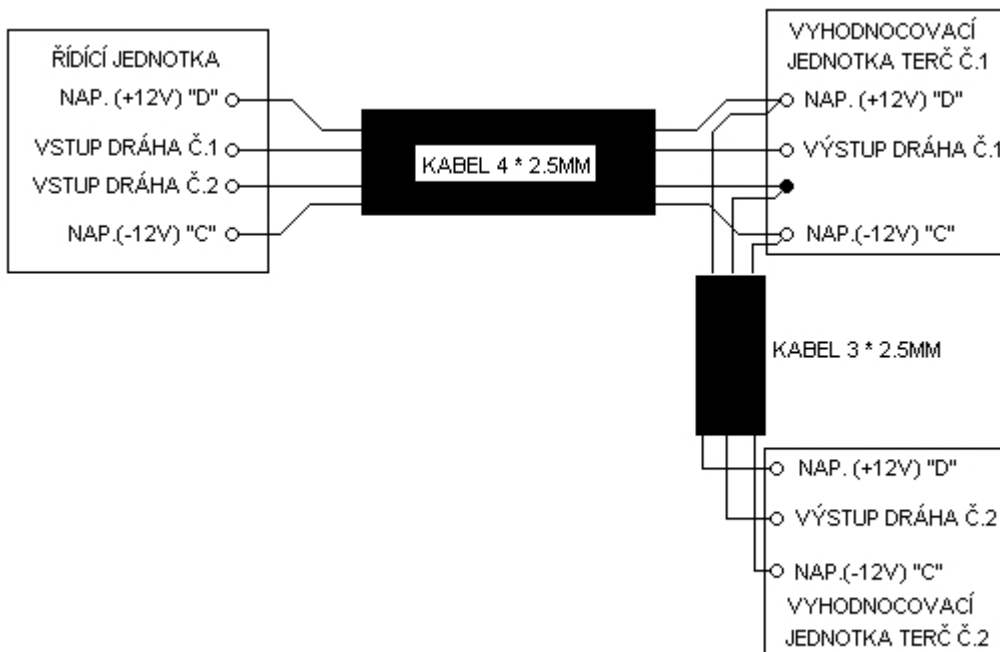 ŘÍDÍCÍ JEDNOTKA
NAP. (+12V) "D"
VSTUP DRÁHA Č.1
VSTUP DRÁHA Č.2
NAP.(-12V) "C"
KABEL 4 * 2.5MM
VYHODNOCOVACÍ
JEDNOTKA TERČ Č.1
NAP. (+12V) "D"
VÝSTUP DRÁHA Č.1
NAP.(-12V) "C"
KABEL 3 * 2.5MM
NAP. (+12V) "D"
VÝSTUP DRÁHA Č.2
NAP.(-12V) "C"
VYHODNOCOVACÍ
JEDNOTKA TERČ Č.2